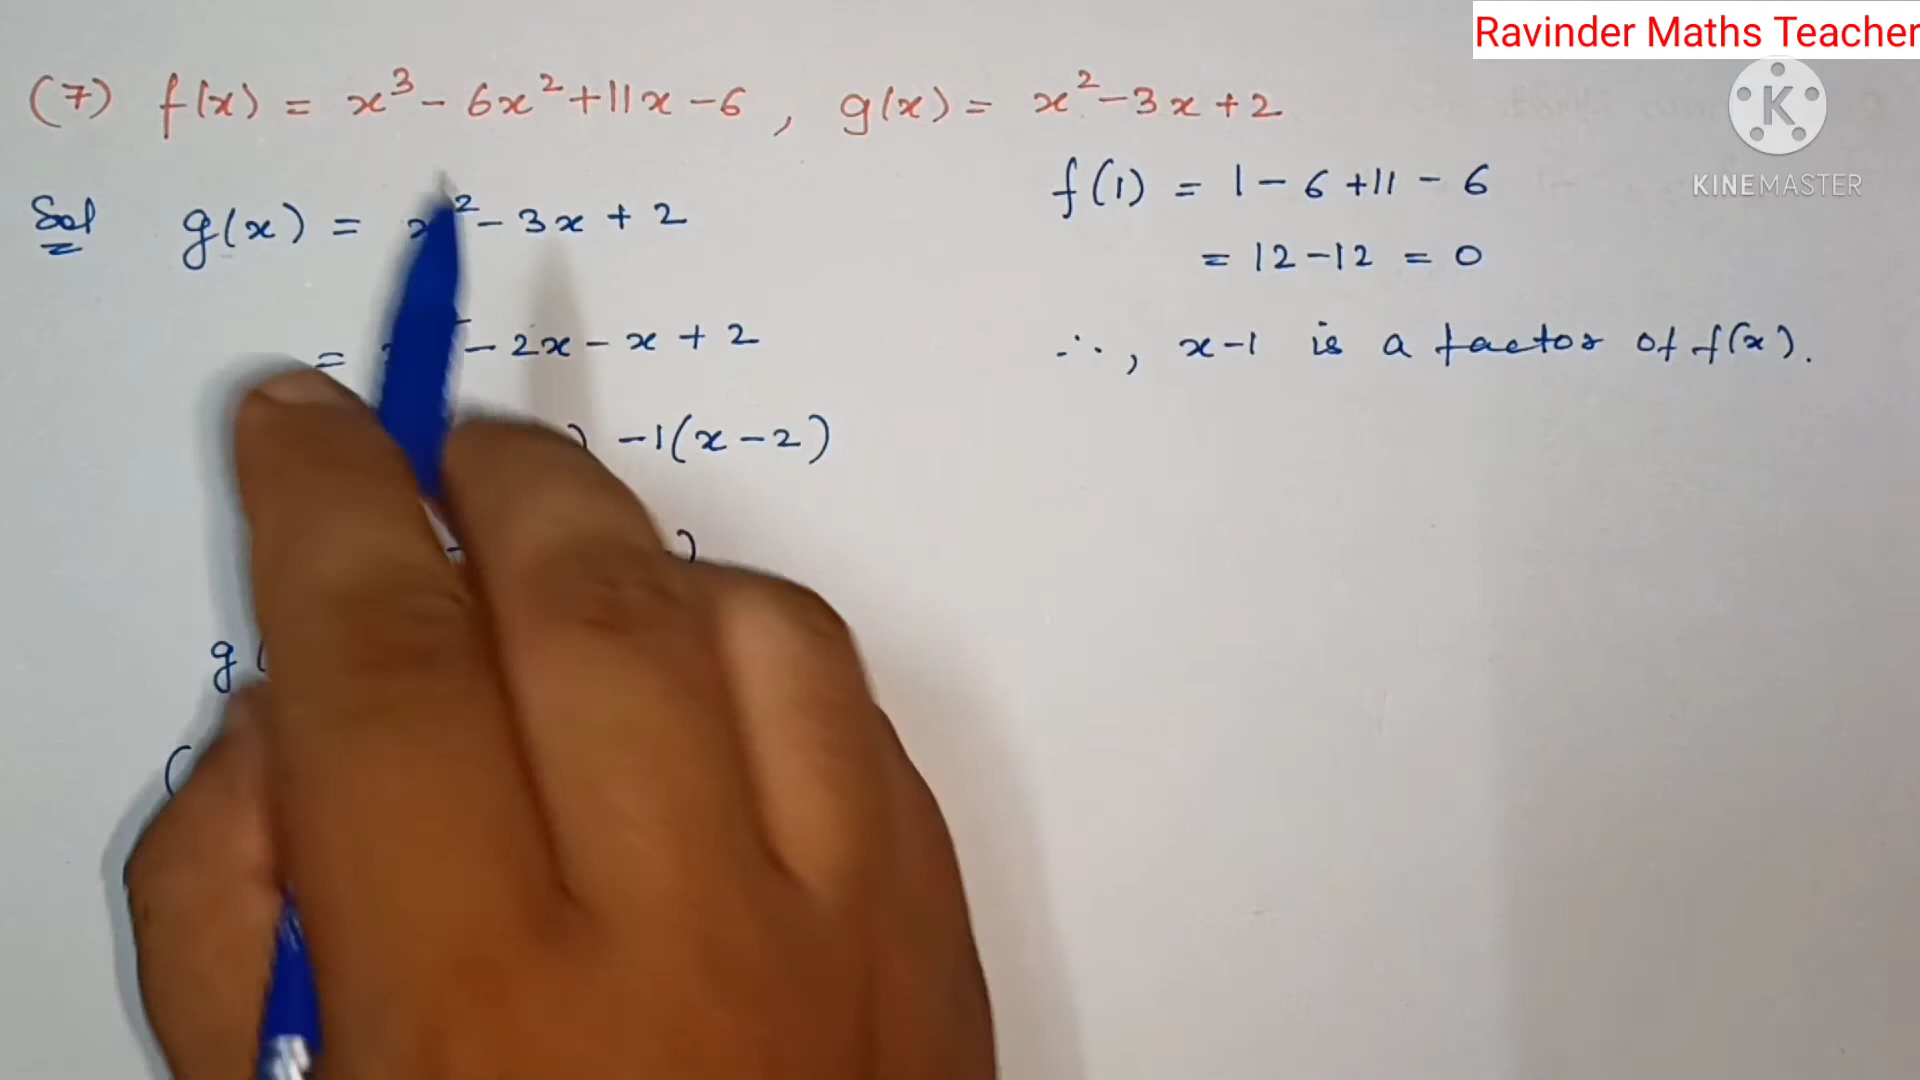 Ravinder Maths Teacher
(7) f(x) = x³ - 6x² + 11x - 6, g(x) = x² - 3x + 2
KINEMASTER
Sol g(x) = x² - 3x + 2
= - 2x - x + 2
) - 1(x - 2)
)
g(
(
f(1) = 1 - 6 + 11 - 6
= 12 - 12 = 0
∴, x - 1 is a factor of f(x).